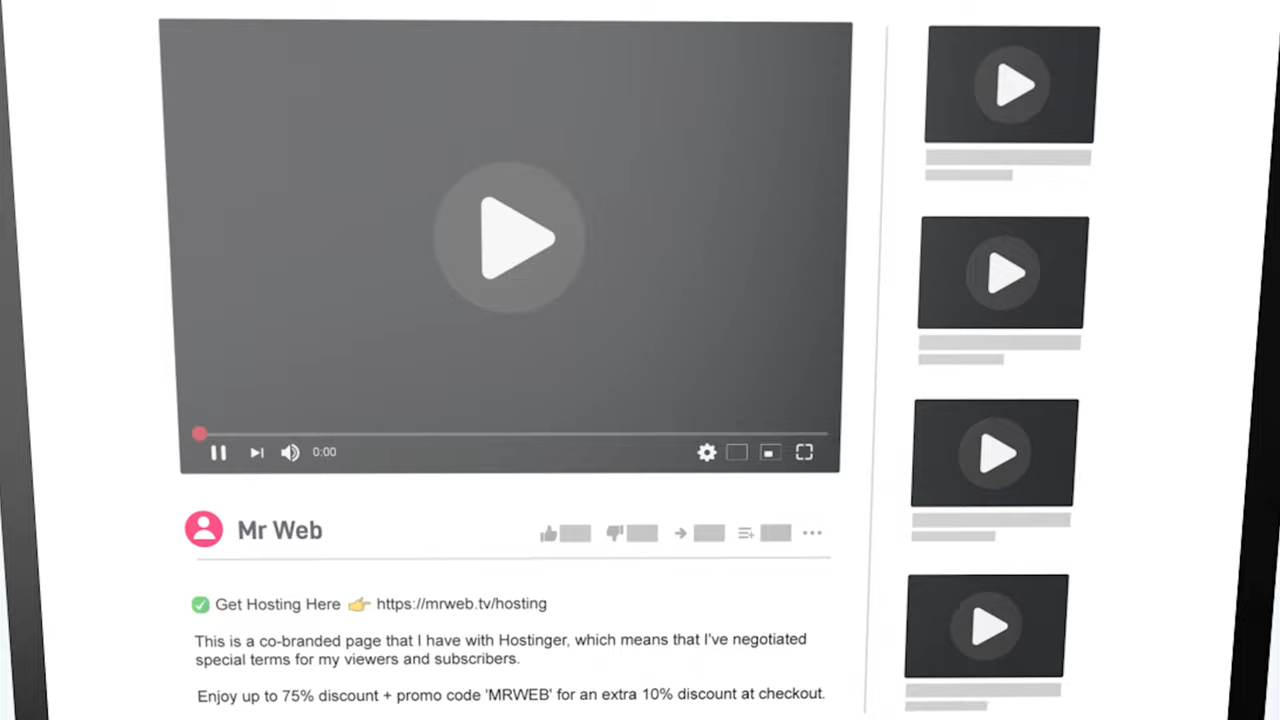 0:00
Mr Web
✅ Get Hosting Here 👉 https://mrweb.tv/hosting
This is a co-branded page that I have with Hostinger, which means that I've negotiated
special terms for my viewers and subscribers.
Enjoy up to 75% discount + promo code 'MRWEB' for an extra 10% discount at checkout.